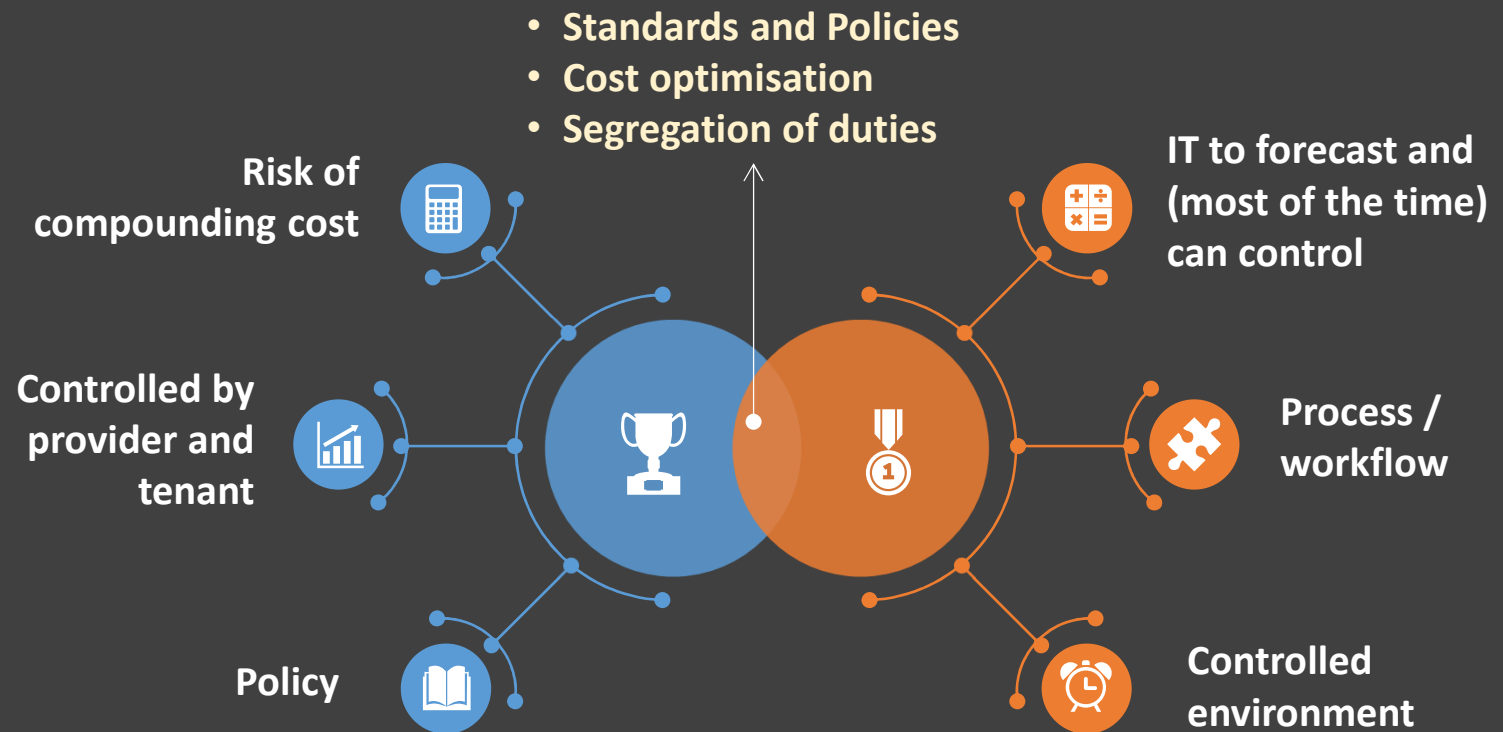 • Standards and Policies
• Cost optimisation
• Segregation of duties
Risk of
compounding cost
Controlled by
provider and
tenant
Policy
1
IT to forecast and
(most of the time)
can control
Process /
workflow
Controlled
environment